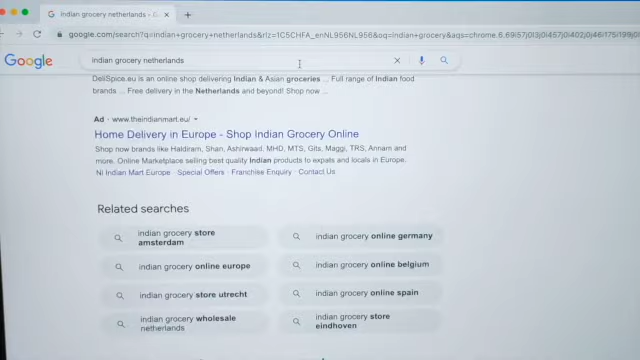 indian grocery netherlands - G
google.com/search?q=indian+grocery+netherlands&rlz=1C5CHFA_enNL956NL956&oq=indian+grocery&aqs=chrome.
Google
indian grocery netherlands
DeliSpice.eu is an online shop delivering Indian & Asian groceries ... Full range of Indian food
brands ... Free delivery in the Netherlands and beyond! Shop now ...
Ad · www.theindianmart.eu/
Home Delivery in Europe - Shop Indian Grocery Online
Shop now brands like Haldiram, Shan, Ashirwaad, MHD, MTS, Gits, Maggi, TRS, Annam and
more. Online Marketplace selling best quality Indian products to expats and locals in Europe.
Ni Indian Mart Europe · Special Offers · Franchise Enquiry · Contact Us
Related searches
indian grocery store
amsterdam
indian grocery online germany
indian grocery online europe
indian grocery online belgium
indian grocery store utrecht
indian grocery online spain
indian grocery wholesale
netherlands
indian grocery store
eindhoven